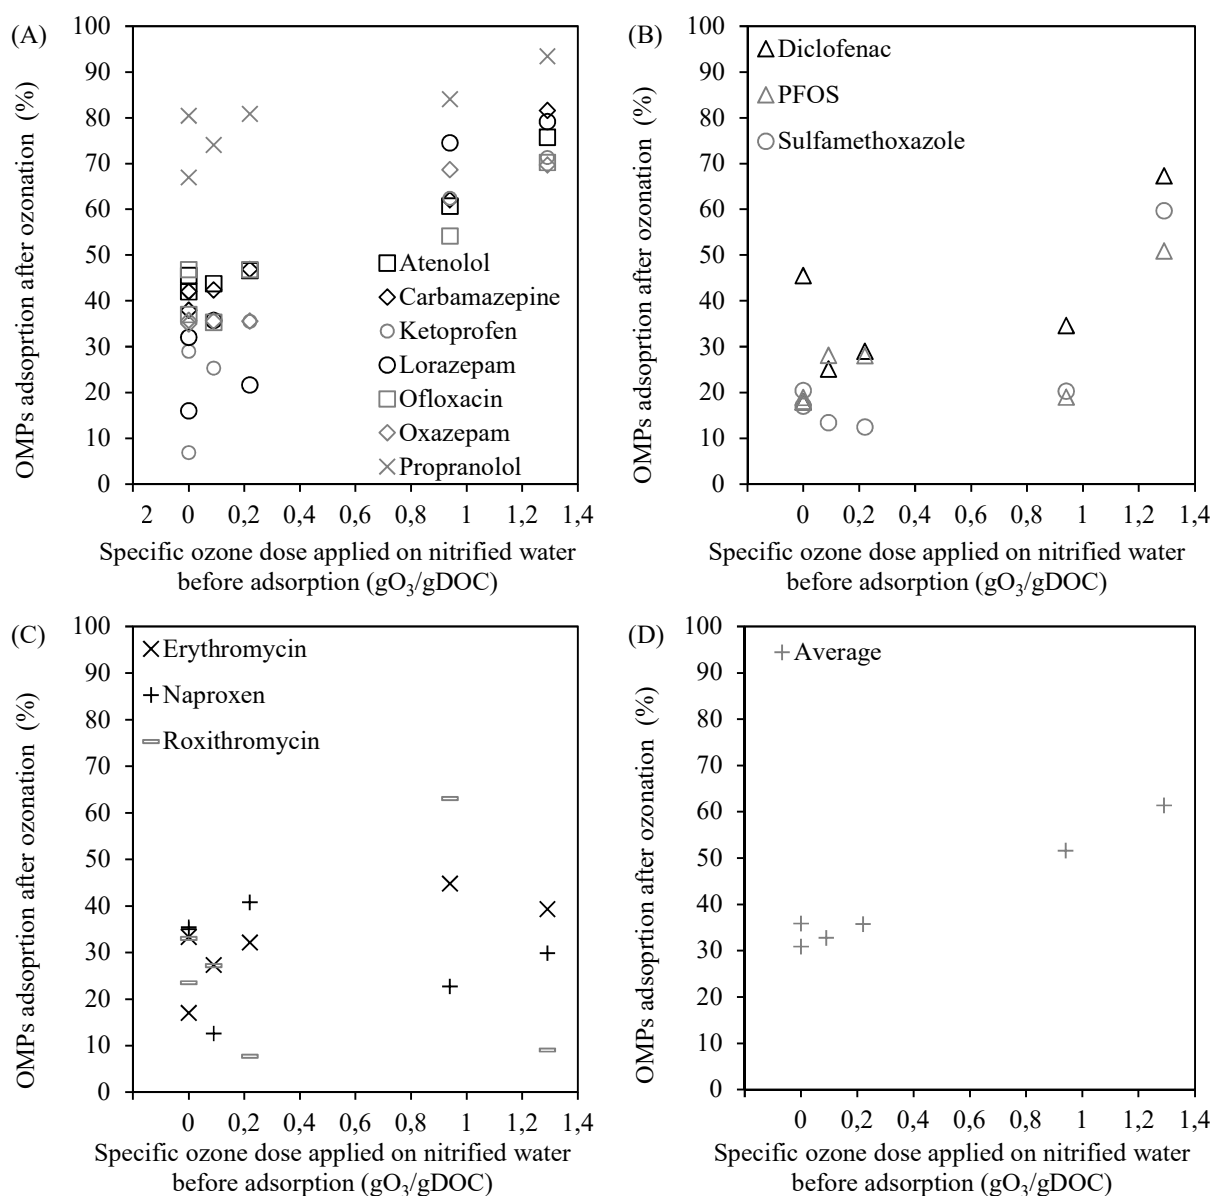 (A)
100
90
80
70
60
50
40
30
20
10
0
OMPs adsoprtion after ozonation (%)
Atenolol
Carbamazepine
Ketoprofen
Lorazepam
Ofloxacin
Oxazepam
Propranolol
2 0 0,2 0,4 0,6 0,8 1 1,2 1,4
Specific ozone dose applied on nitrified water
before adsorption (gO₃/gDOC)
(B)
100
90
80
70
60
50
40
30
20
10
0
OMPs adsoprtion after ozonation (%)
Diclofenac
PFOS
Sulfamethoxazole
0 0,2 0,4 0,6 0,8 1 1,2 1,4
Specific ozone dose applied on nitrified water
before adsorption (gO₃/gDOC)
(C)
100
90
80
70
60
50
40
30
20
10
0
OMPs adsoprtion after ozonation (%)
Erythromycin
Naproxen
Roxithromycin
0 0,2 0,4 0,6 0,8 1 1,2 1,4
Specific ozone dose applied on nitrified water
before adsorption (gO₃/gDOC)
(D)
100
90
80
70
60
50
40
30
20
10
0
OMPs adsoprtion after ozonation (%)
Average
0 0,2 0,4 0,6 0,8 1 1,2 1,4
Specific ozone dose applied on nitrified water
before adsorption (gO₃/gDOC)